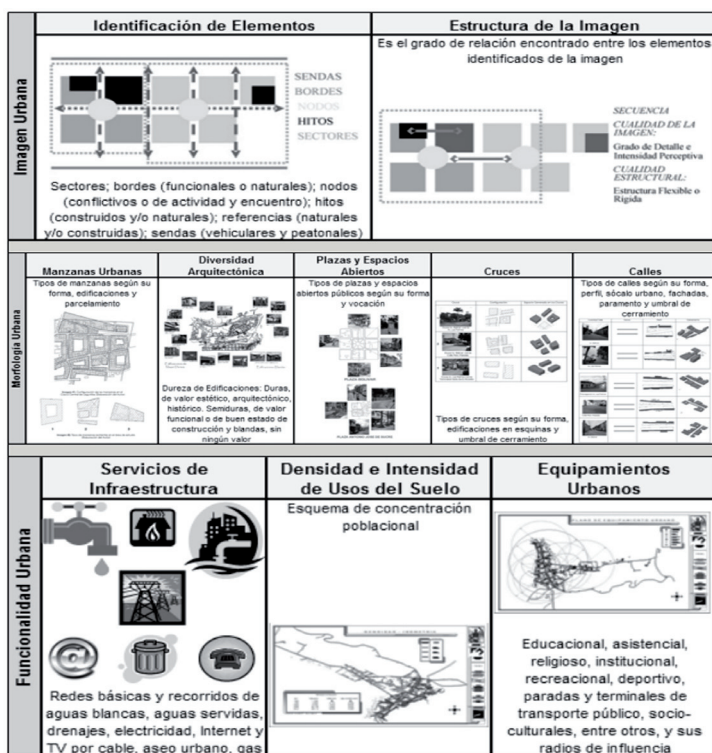 Imagen Urbana
Identificación de Elementos
SENDAS
BORDES
NODOS
HITOS
SECTORES
Sectores; bordes (funcionales o naturales); nodos
(conflictivos o de actividad y encuentro); hitos
(construidos y/o naturales); referencias (naturales
y/o construidas); sendas (vehiculares y peatonales)
Estructura de la Imagen
Es el grado de relación encontrado entre los elementos
identificados de la imagen
SECUENCIA
CUALIDAD DE LA
IMAGEN:
Grado de Detalle e
Intensidad Perceptiva
CUALIDAD
ESTRUCTURAL:
Estructura Flexible o
Rígida
Morfología Urbana
Manzanas Urbanas
Tipos de manzanas según su
forma, edificaciones y
parcelamiento
Diversidad
Arquitectónica
Dureza de Edificaciones: Duras,
de valor estético, arquitectónico,
histórico. Semiduras, de valor
funcional o de buen estado de
construcción y blandas, sin
ningún valor
Plazas y Espacios
Abiertos
Tipos de plazas y espacios
abiertos públicos según su forma
y vocación
Cruces
Tipos de cruces según su forma,
edificaciones en esquinas y
umbral de cerramiento
Calles
Tipos de calles según su forma,
perfil, sócalo urbano, fachadas,
paramento y umbral de
cerramiento
Funcionalidad Urbana
Servicios de
Infraestructura
Redes básicas y recorridos de
aguas blancas, aguas servidas,
drenajes, electricidad, Internet y
TV por cable, aseo urbano, gas
Densidad e Intensidad
de Usos del Suelo
Esquema de concentración
poblacional
Equipamientos
Urbanos
Educacional, asistencial,
religioso, institucional,
recreacional, deportivo,
paradas y terminales de
transporte público, socio-
culturales, entre otros, y sus
radios de influencia